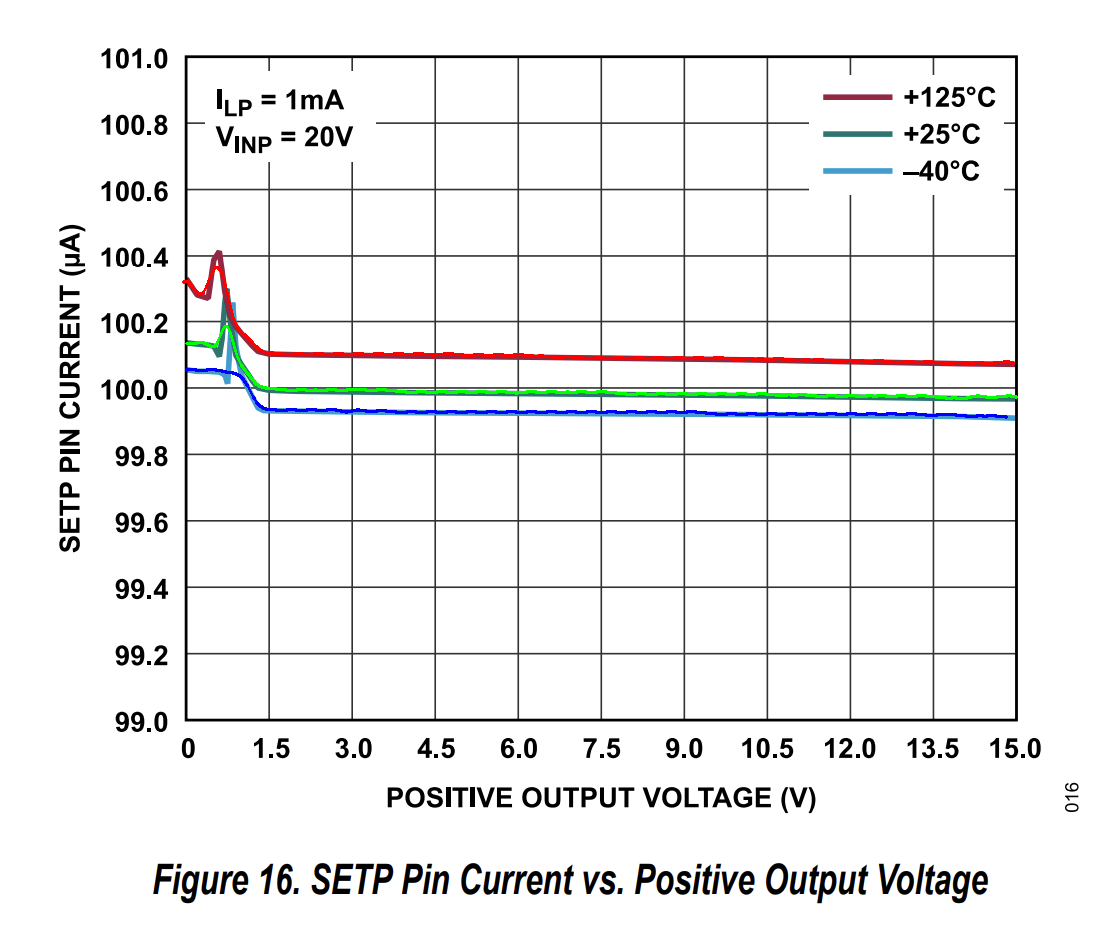 101.0
100.8
100.6
100.4
100.2
100.0
99.8
99.6
99.4
99.2
99.0
SETP PIN CURRENT (µA)
I_LP = 1mA
V_INP = 20V
+125°C
+25°C
–40°C
0 1.5 3.0 4.5 6.0 7.5 9.0 10.5 12.0 13.5 15.0
POSITIVE OUTPUT VOLTAGE (V)
016
Figure 16. SETP Pin Current vs. Positive Output Voltage